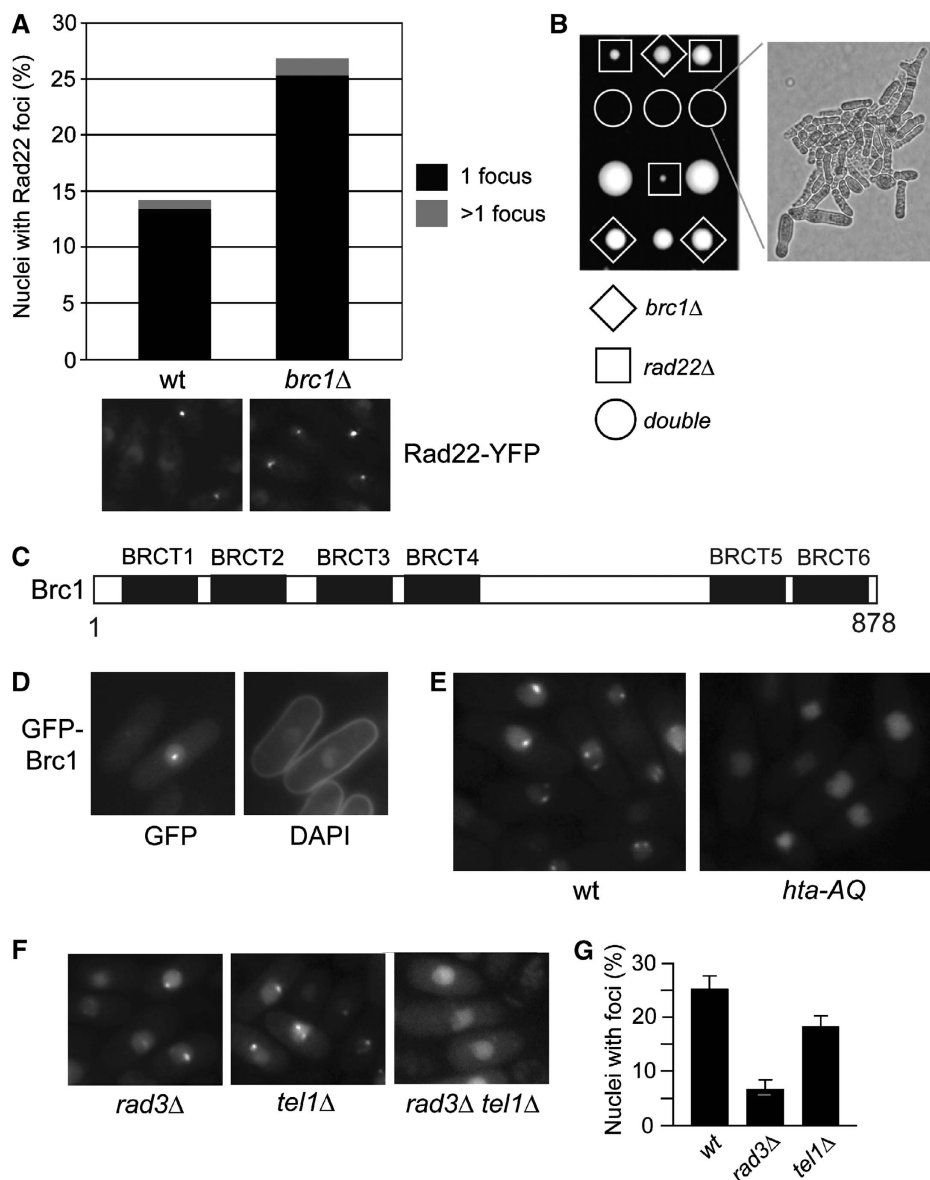 A
Nuclei with Rad22 foci (%)
30
25
20
15
10
5
0
wt
brc1Δ
1 focus
>1 focus
Rad22-YFP
B
brc1Δ
rad22Δ
double
C
BRCT1 BRCT2 BRCT3 BRCT4 BRCT5 BRCT6
Brc1
1
878
D
GFP-
Brc1
GFP
DAPI
E
wt
hta-AQ
F
rad3Δ
tel1Δ
rad3Δ tel1Δ
G
Nuclei with foci (%)
30
20
10
0
wt
rad3Δ
tel1Δ